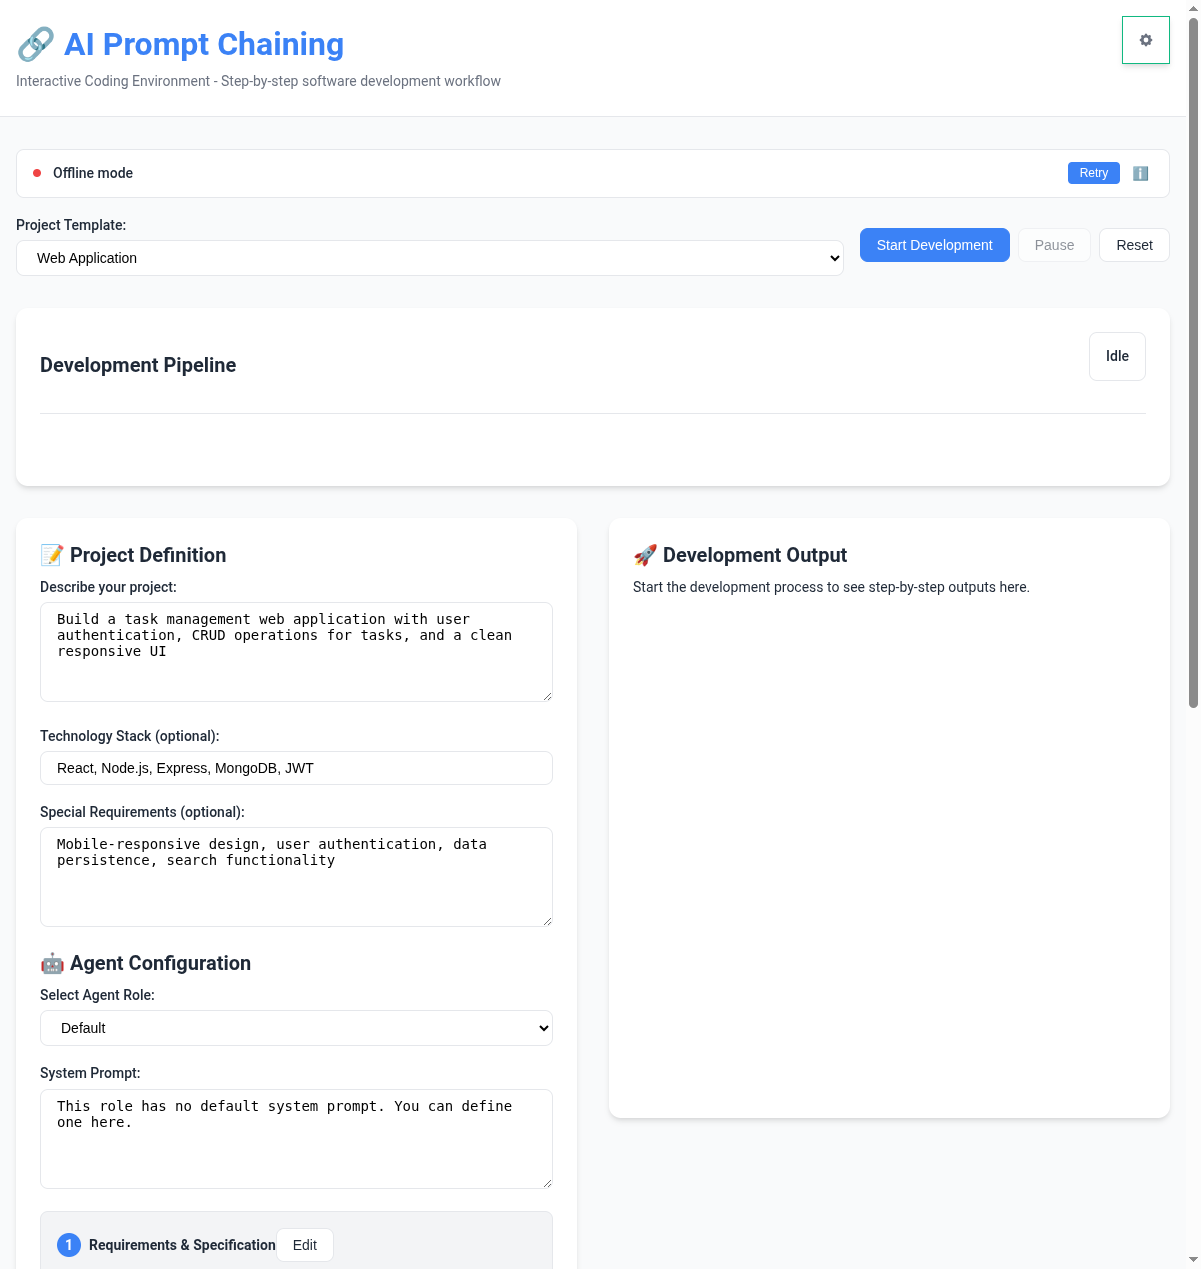 AI Prompt Chaining
Interactive Coding Environment - Step-by-step software development workflow
Offline mode
Retry
Project Template:
Web Application
Start Development
Pause
Reset
Development Pipeline
Idle
Project Definition
Describe your project:
Build a task management web application with user
authentication, CRUD operations for tasks, and a clean
responsive UI
Technology Stack (optional):
React, Node.js, Express, MongoDB, JWT
Special Requirements (optional):
Mobile-responsive design, user authentication, data
persistence, search functionality
Agent Configuration
Select Agent Role:
Default
System Prompt:
This role has no default system prompt. You can define
one here.
1 Requirements & Specification
Edit
Development Output
Start the development process to see step-by-step outputs here.